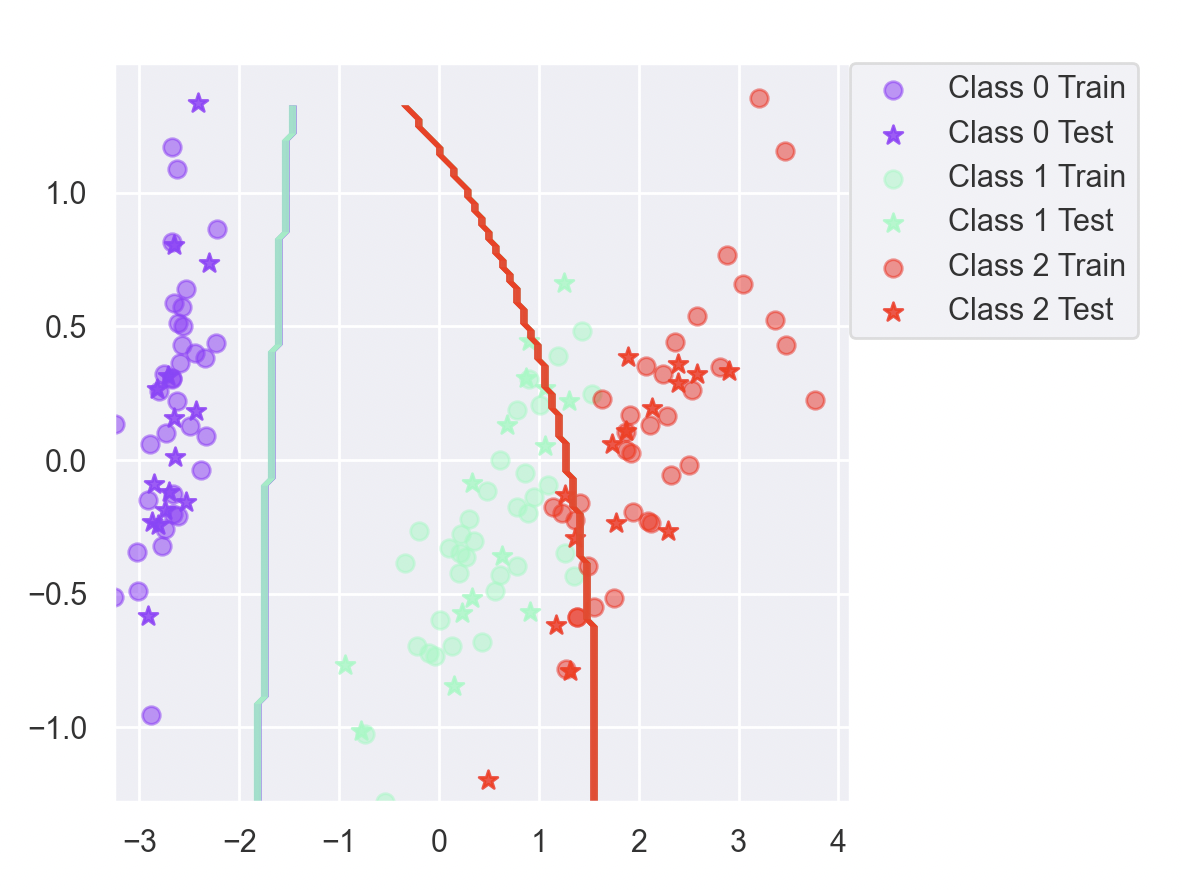 Class 0 Train
Class 0 Test
Class 1 Train
Class 1 Test
Class 2 Train
Class 2 Test
1.0
0.5
0.0
−0.5
−1.0
−3 −2 −1 0 1 2 3 4